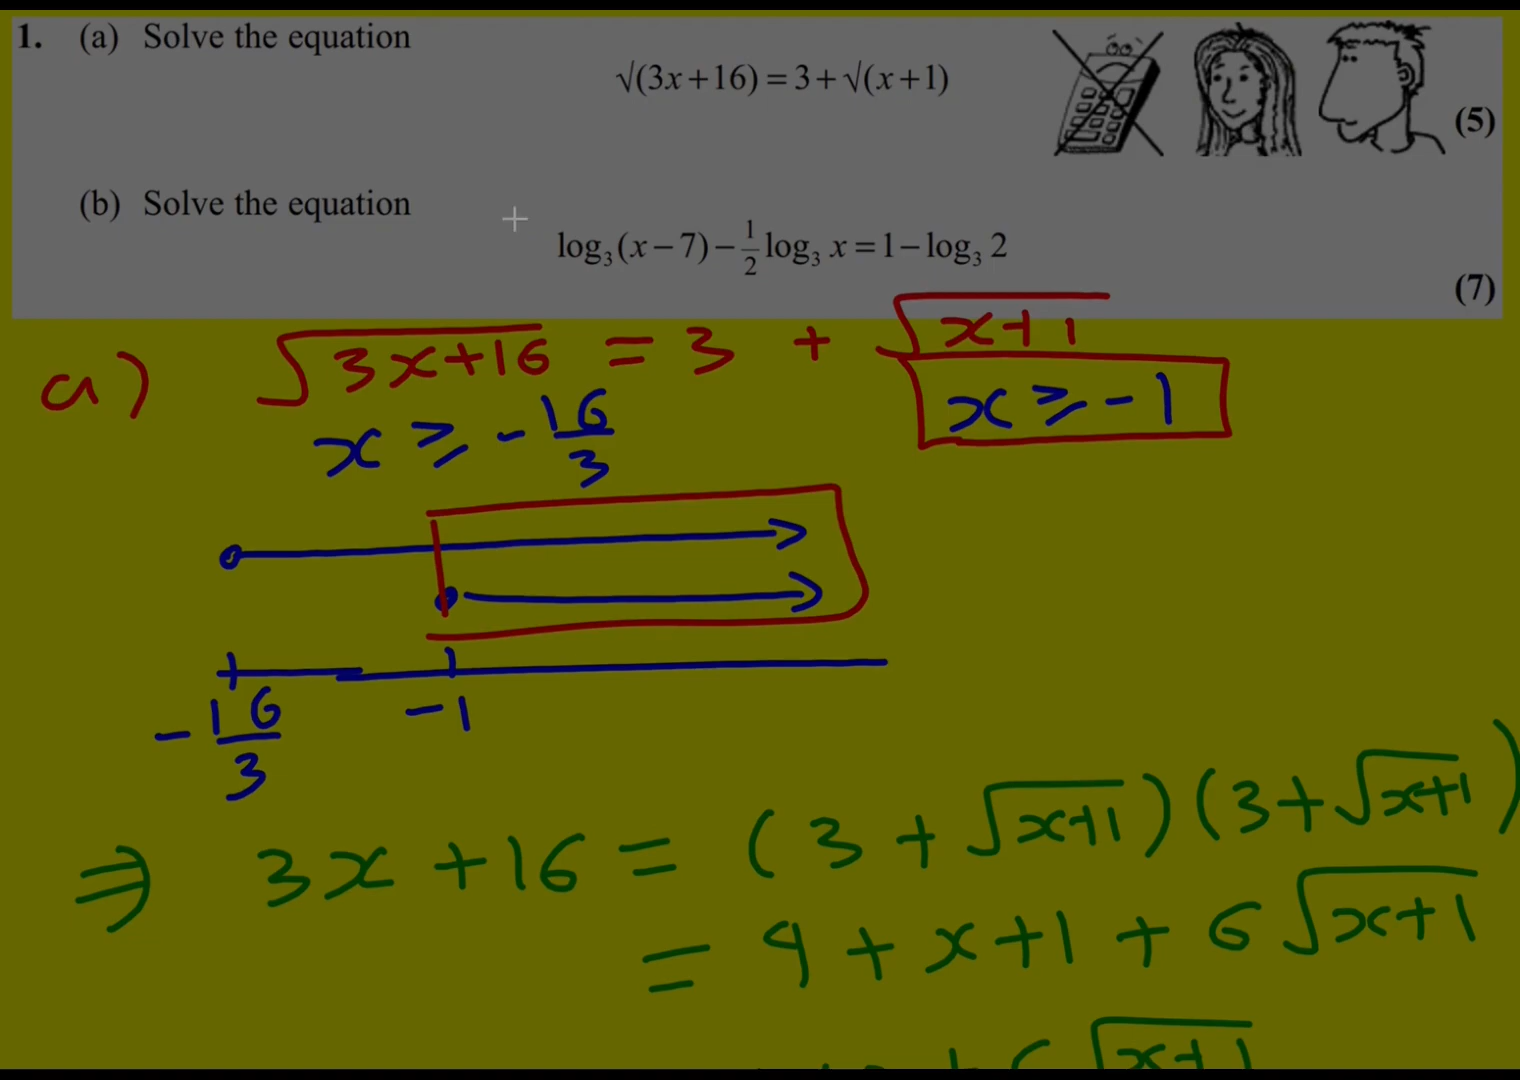 1. (a) Solve the equation
√(3x+16) = 3+√(x+1)
(5)
(b) Solve the equation
log₃(x−7)−½log₃ x = 1−log₃ 2
(7)
a) √(3x+16) = 3 + √(x+1)
x ≥ -16/3
x ≥ -1
-16/3 -1
⇒ 3x+16 = (3+√(x+1))(3+√(x+1))
= 9 + x+1 + 6√(x+1)